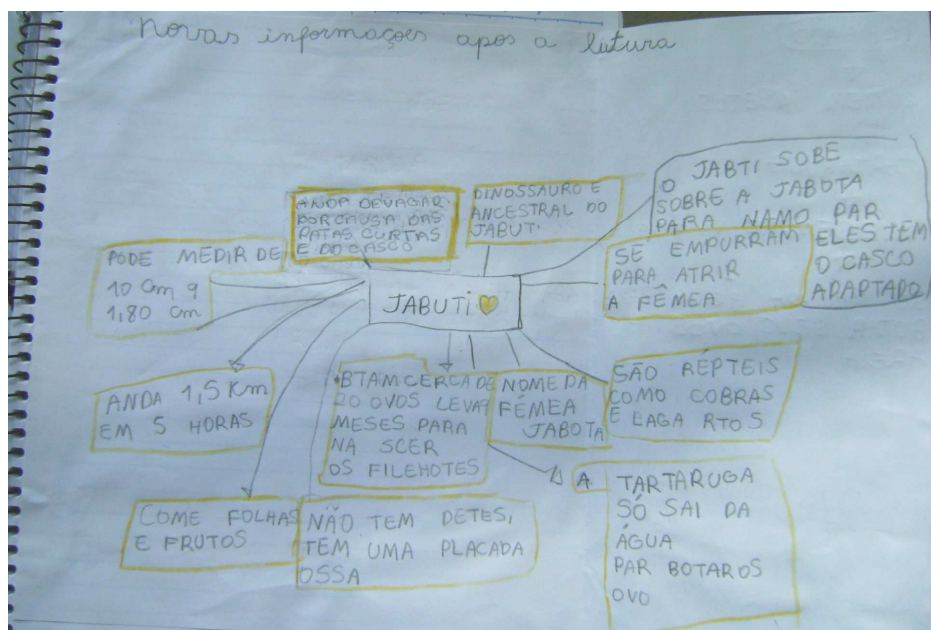 Novas informações apos a leitura
ANDA DEVAGAR
POR CAUSA DAS
PATAS CURTAS
E DO CASCO
DINOSSAURO E
ANCESTRAL DO
JABUTI
O JABTI SOBE
SOBRE A JABOTA
PARA NAMO PAR
ELES TEM
O CASCO
ADAPTADO
PODE MEDIR DE
10 cm a
1,80 cm
SE EMPURRAM
PARA ATRIR
A FÊMEA
JABUTI
ANDA 1,5 Km
EM 5 HORAS
BTAM CERCA DE
20 OVOS LEVA 9
MESES PARA
NA SCER
OS FILEHOTES
NOME DA
FÊMEA
JABOTA
SÃO RÉPTEIS
COMO COBRAS
E LAGA RTOS
COME FOLHAS
E FRUTOS
NÃO TEM DETES,
TEM UMA PLACADA
OSSA
A TARTARUGA
SÓ SAI DA
ÁGUA
PAR BOTAR OS
OVO